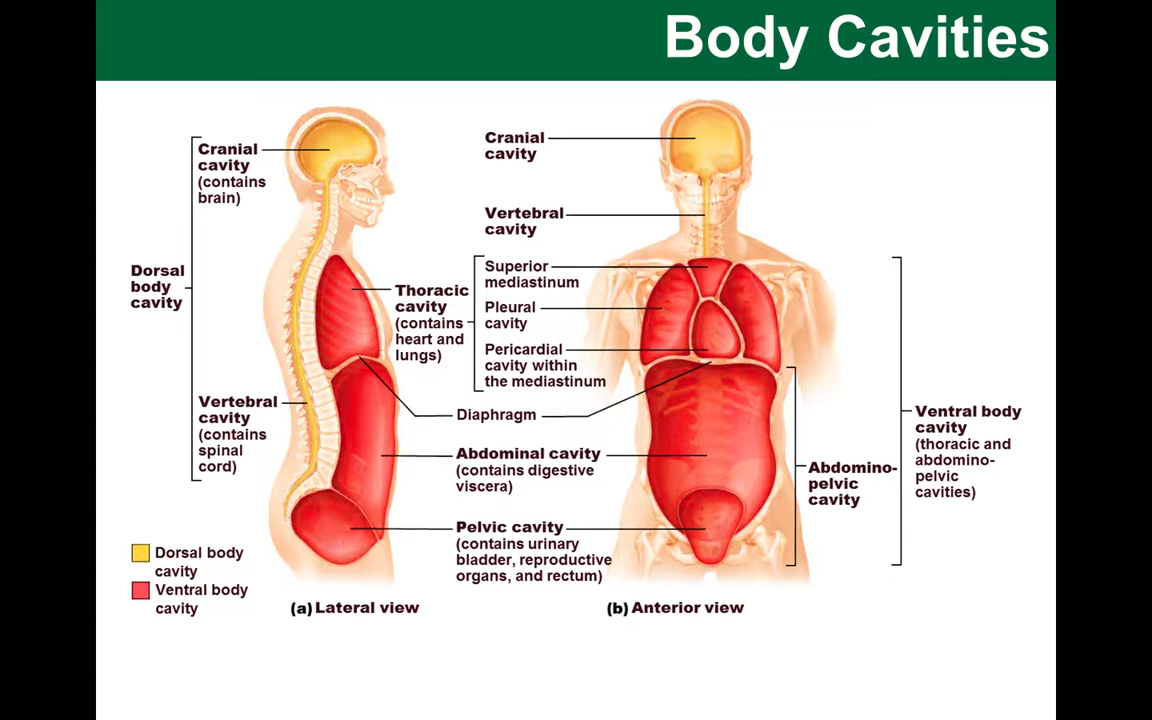 Body Cavities
Cranial
cavity
(contains
brain)
Dorsal
body
cavity
Vertebral
cavity
(contains
spinal
cord)
Dorsal body
cavity
Ventral body
cavity
Thoracic
cavity
(contains
heart and
lungs)
Cranial
cavity
Vertebral
cavity
Superior
mediastinum
Pleural
cavity
Pericardial
cavity within
the mediastinum
Diaphragm
Abdominal cavity
(contains digestive
viscera)
Pelvic cavity
(contains urinary
bladder, reproductive
organs, and rectum)
Abdomino-
pelvic
cavity
Ventral body
cavity
(thoracic and
abdomino-
pelvic
cavities)
(a) Lateral view
(b) Anterior view